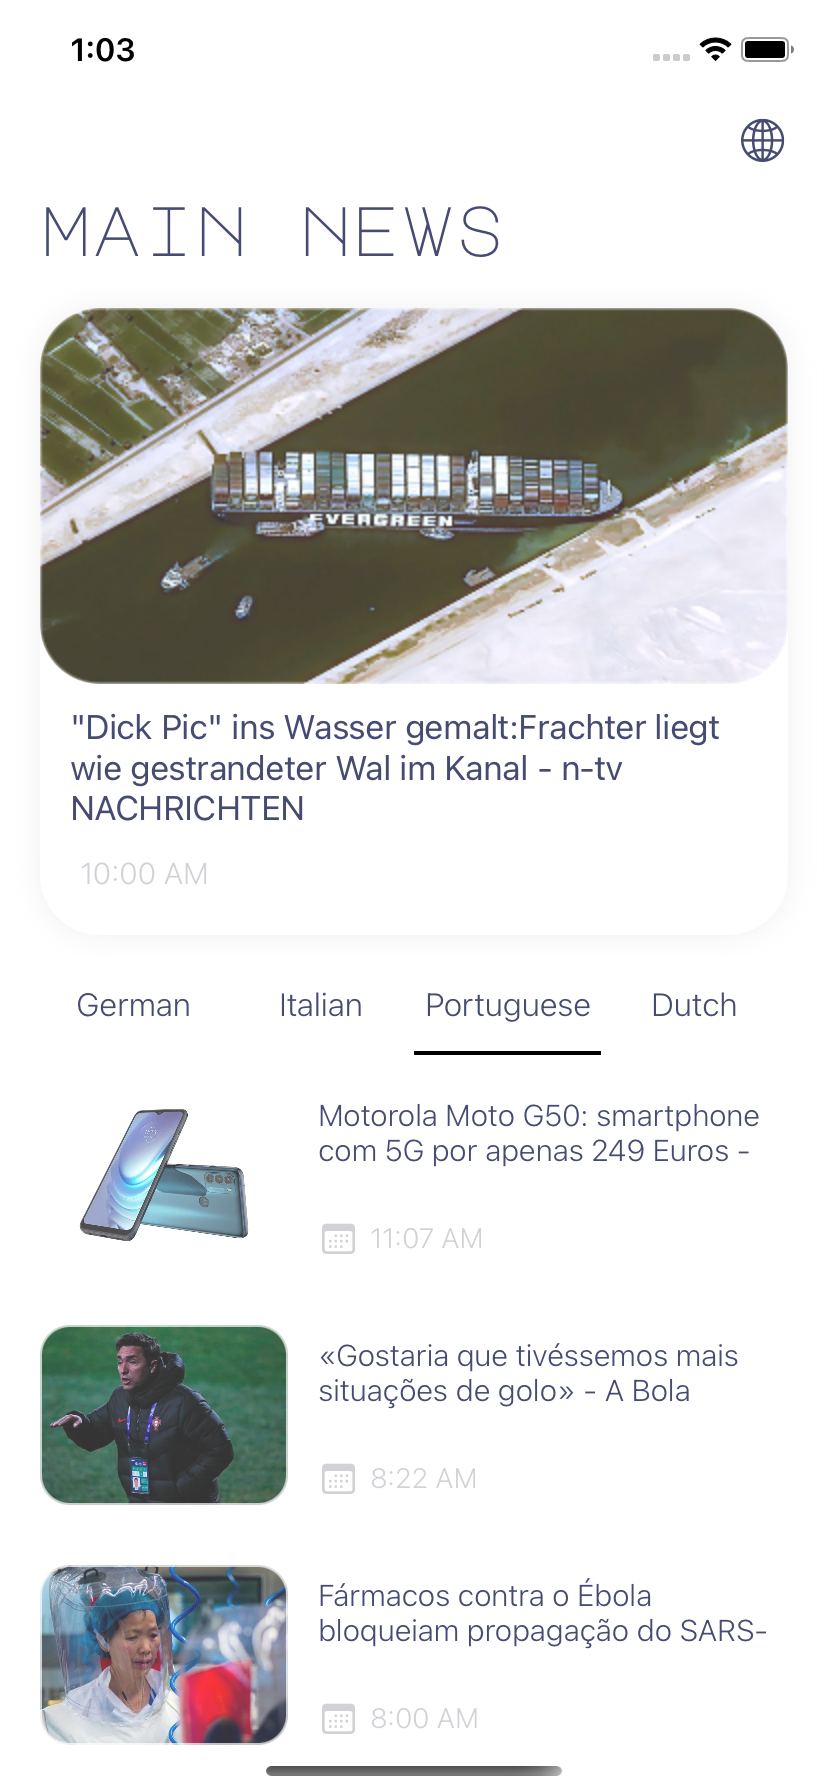 1:03
MAIN NEWS
EVERGREEN
"Dick Pic" ins Wasser gemalt:Frachter liegt
wie gestrandeter Wal im Kanal - n-tv
NACHRICHTEN
10:00 AM
German Italian Portuguese Dutch
Motorola Moto G50: smartphone
com 5G por apenas 249 Euros -
11:07 AM
«Gostaria que tivéssemos mais
situações de golo» - A Bola
8:22 AM
Fármacos contra o Ébola
bloqueiam propagação do SARS-
8:00 AM